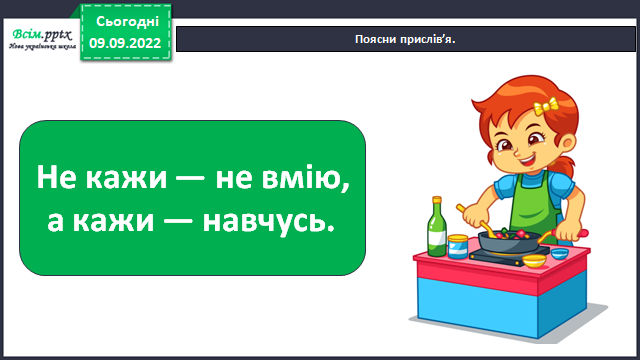 Всім.pptx
Нова українська школа
Сьогодні
09.09.2022
Поясни прислів’я.
Не кажи — не вмію,
а кажи — навчусь.